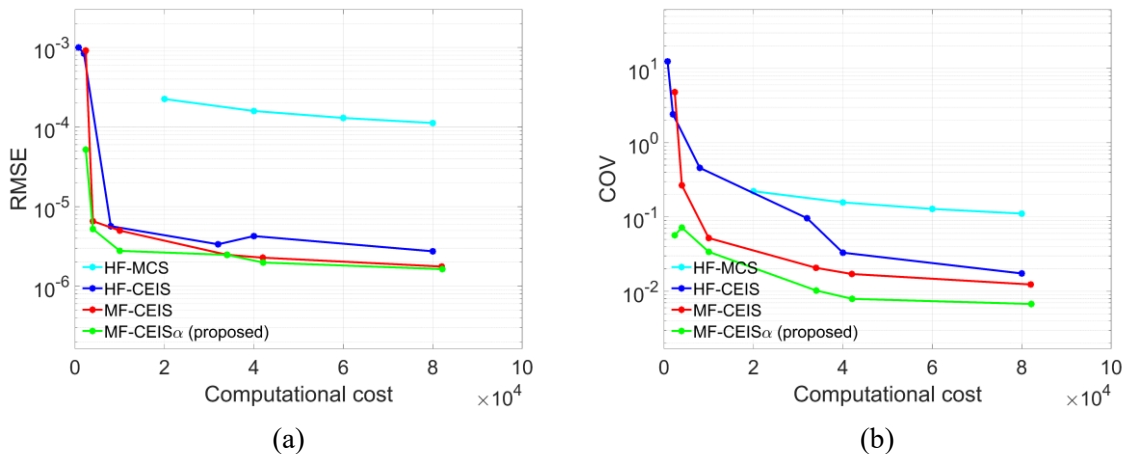 RMSE
10^-3
10^-4
10^-5
10^-6
HF-MCS
HF-CEIS
MF-CEIS
MF-CEISα (proposed)
0 2 4 6 8 10
Computational cost
×10^4
(a)
COV
10^1
10^0
10^-1
10^-2
HF-MCS
HF-CEIS
MF-CEIS
MF-CEISα (proposed)
0 2 4 6 8 10
Computational cost
×10^4
(b)